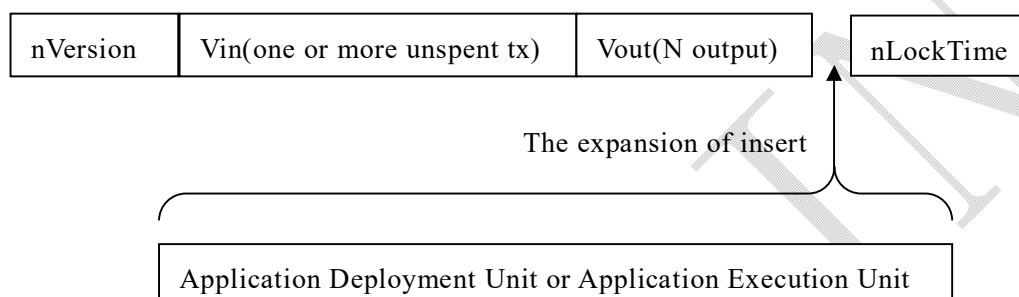 nVersion Vin(one or more unspent tx) Vout(N output) nLockTime
The expansion of insert
Application Deployment Unit or Application Execution Unit